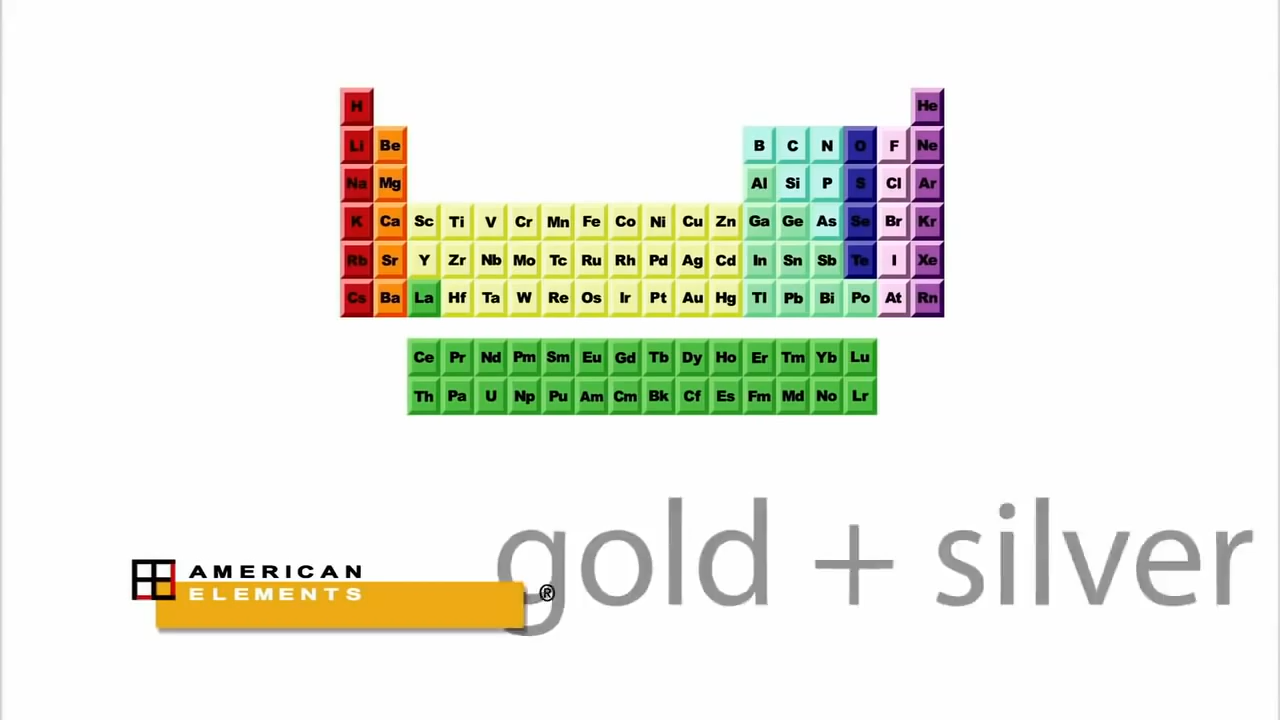 H He
Li Be B C N O F Ne
Na Mg Al Si P S Cl Ar
K Ca Sc Ti V Cr Mn Fe Co Ni Cu Zn Ga Ge As Se Br Kr
Rb Sr Y Zr Nb Mo Tc Ru Rh Pd Ag Cd In Sn Sb Te I Xe
Cs Ba La Hf Ta W Re Os Ir Pt Au Hg Tl Pb Bi Po At Rn
Ce Pr Nd Pm Sm Eu Gd Tb Dy Ho Er Tm Yb Lu
Th Pa U Np Pu Am Cm Bk Cf Es Fm Md No Lr
gold + silver
AMERICAN
ELEMENTS ®